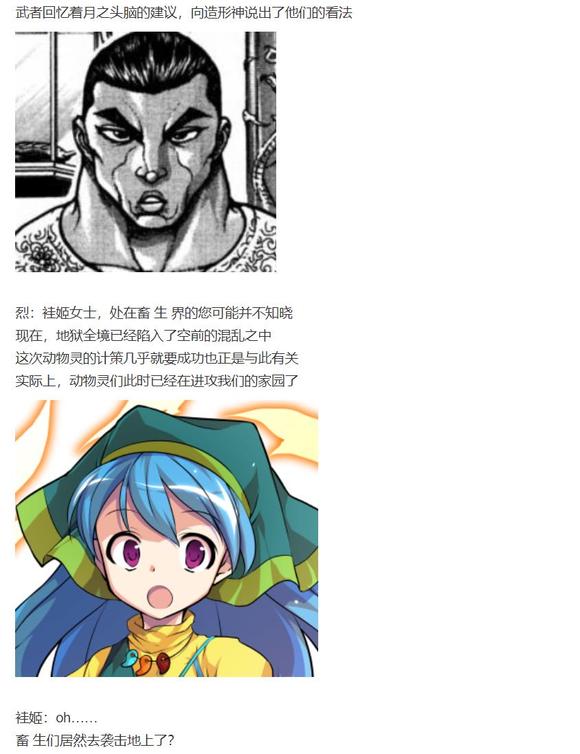 武者回忆着月之头脑的建议，向造形神说出了他们的看法
烈：袿姬女士，处在畜 生 界的您可能并不知晓
现在，地狱全境已经陷入了空前的混乱之中
这次动物灵的计策几乎就要成功也正是与此有关
实际上，动物灵们此时已经在进攻我们的家园了
袿姬：oh……
畜 生们居然去袭击地上了？